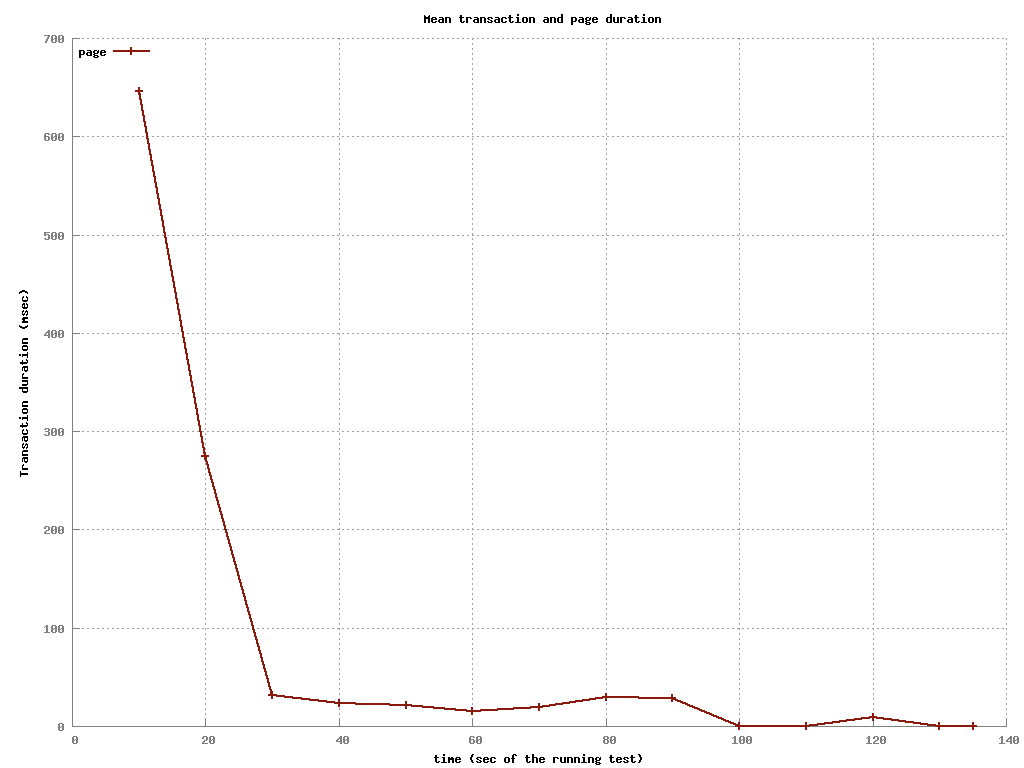 Mean transaction and page duration
page
700
600
500
400
300
200
100
0
Transaction duration (msec)
0 20 40 60 80 100 120 140
time (sec of the running test)